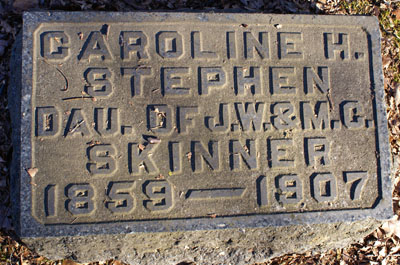 CAROLINE H.
STEPHEN
DAU. OF J.W. & M.C.
SKINNER
1859 — 1907